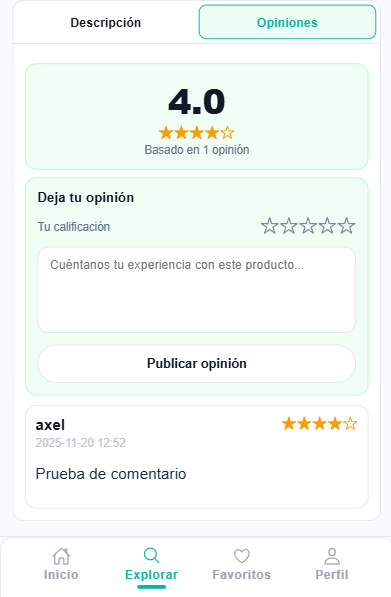 Descripción
Opiniones
4.0
Basado en 1 opinión
Deja tu opinión
Tu calificación
Cuéntanos tu experiencia con este producto...
Publicar opinión
axel
2025-11-20 12:52
Prueba de comentario
Inicio
Explorar
Favoritos
Perfil